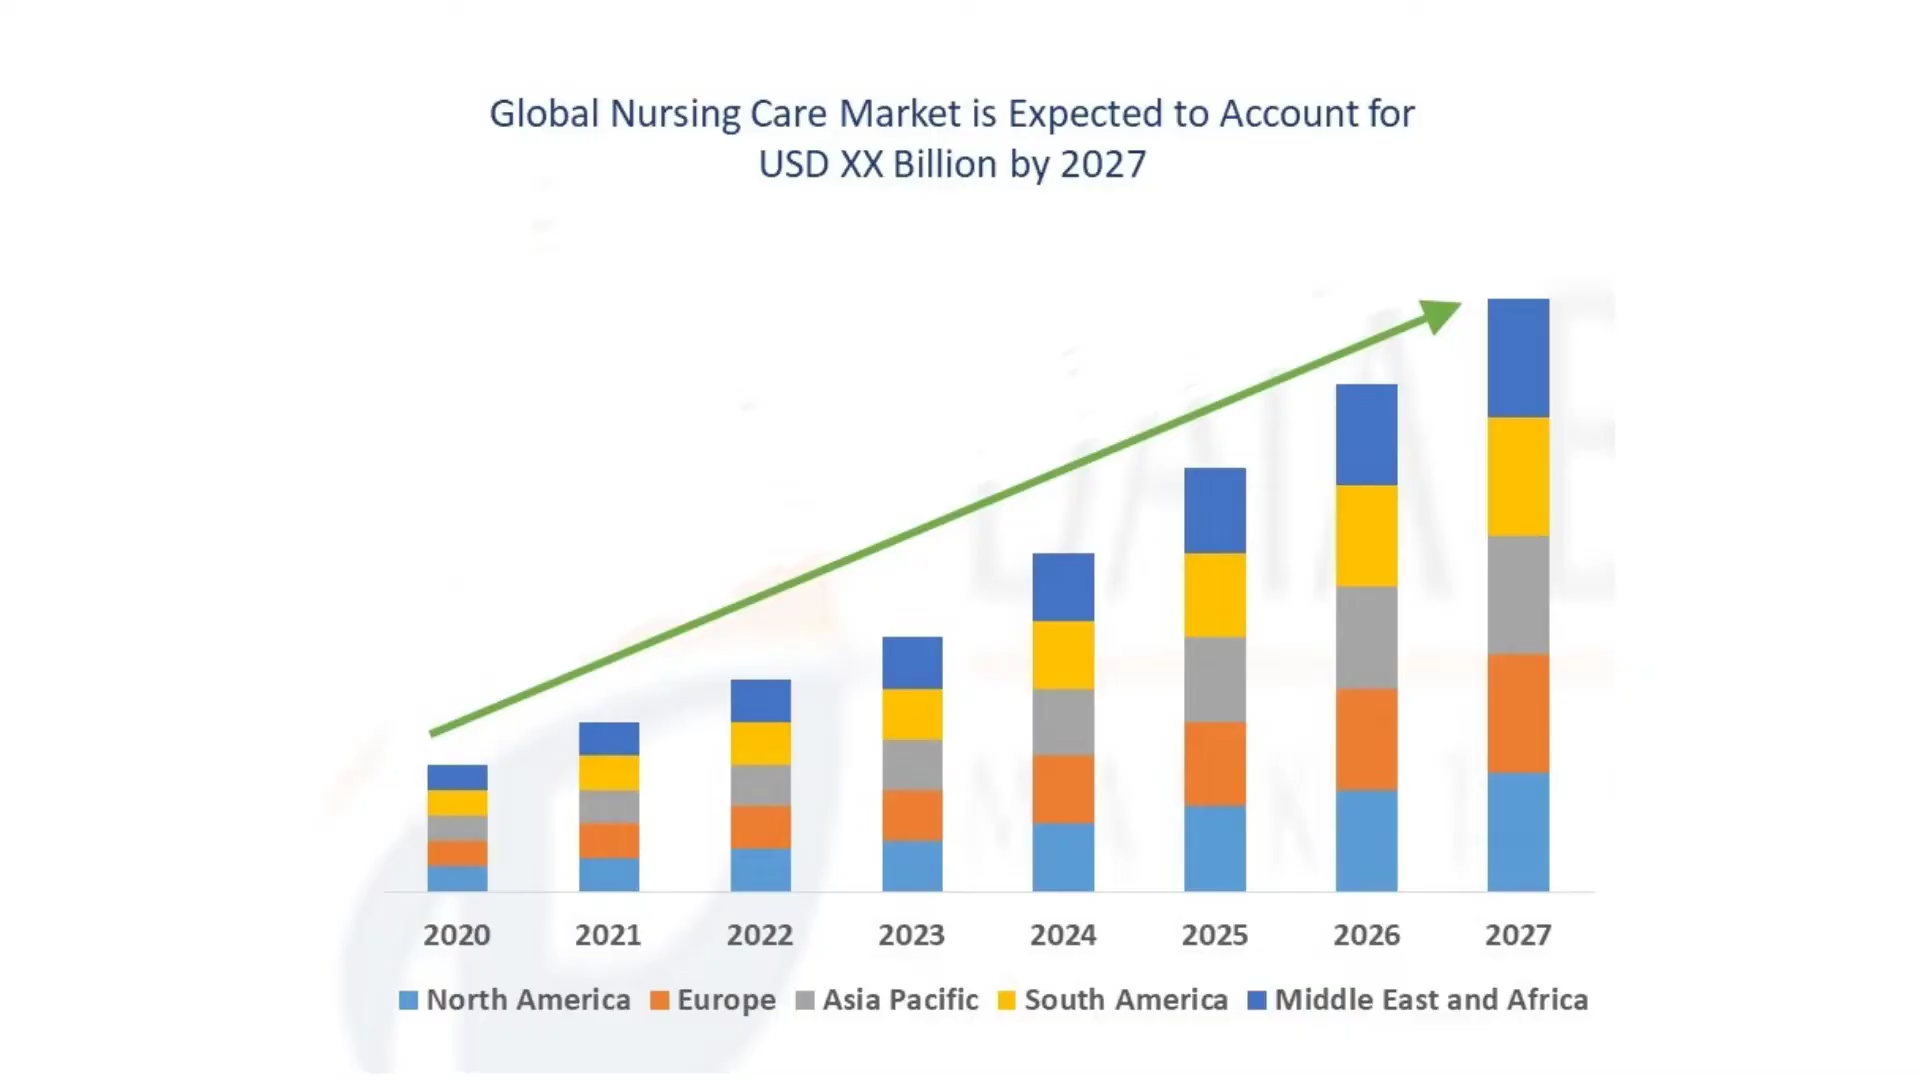 Global Nursing Care Market is Expected to Account for
USD XX Billion by 2027
2020 2021 2022 2023 2024 2025 2026 2027
North America Europe Asia Pacific South America Middle East and Africa